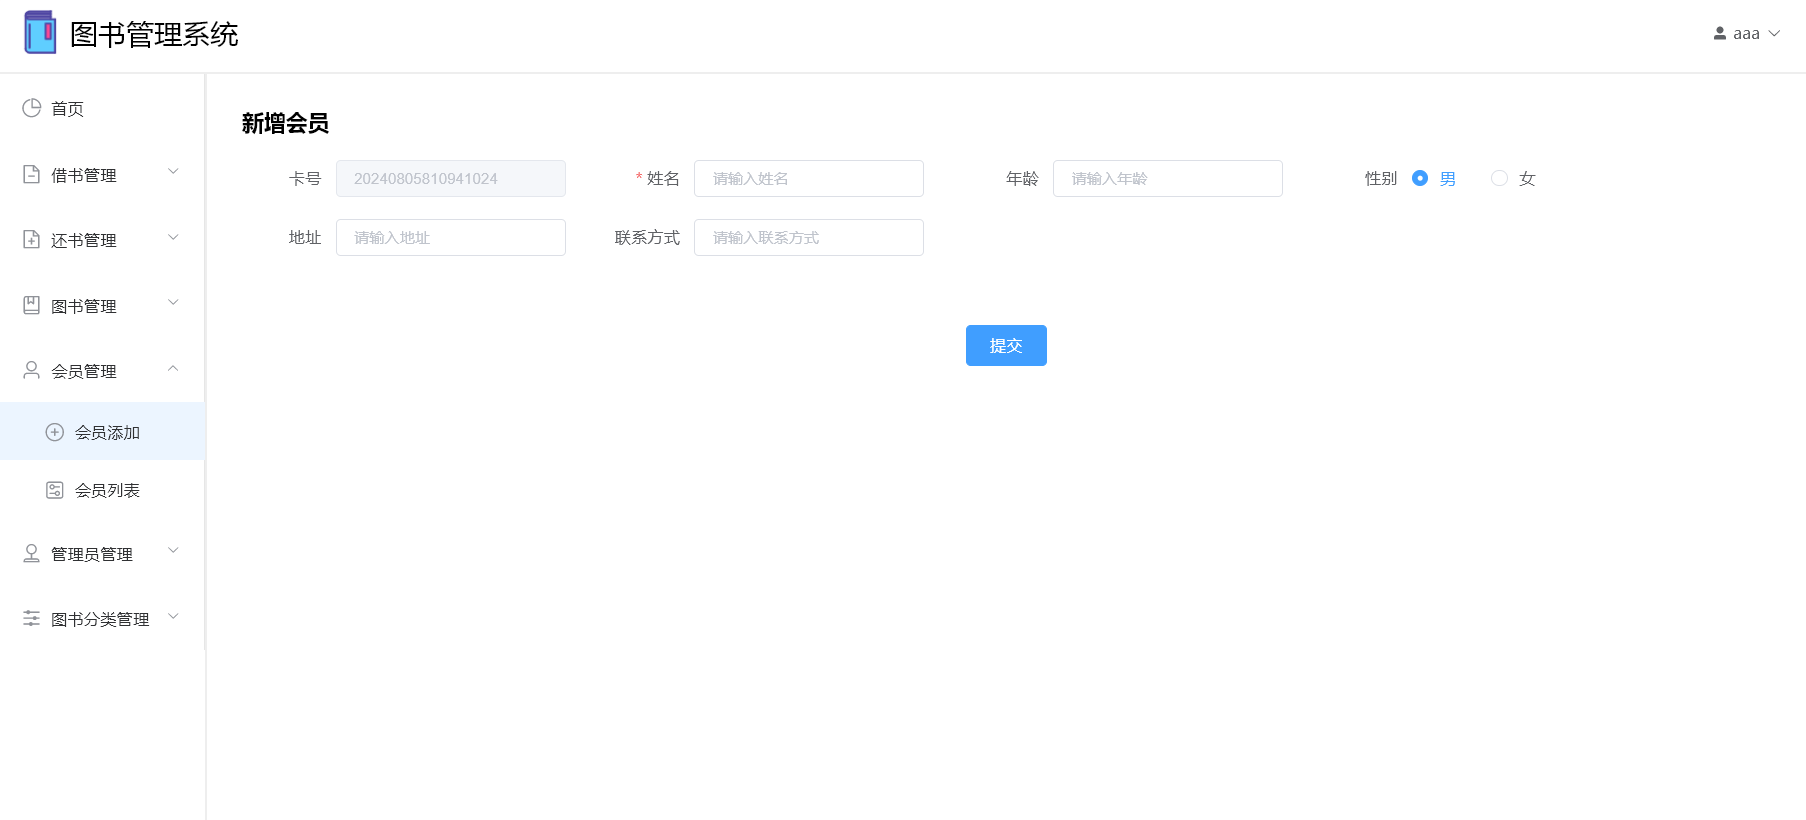 图书管理系统
aaa
首页
借书管理
还书管理
图书管理
会员管理
会员添加
会员列表
管理员管理
图书分类管理
新增会员
卡号 20240805810941024 * 姓名 请输入姓名 年龄 请输入年龄 性别 男 女
地址 请输入地址 联系方式 请输入联系方式
提交